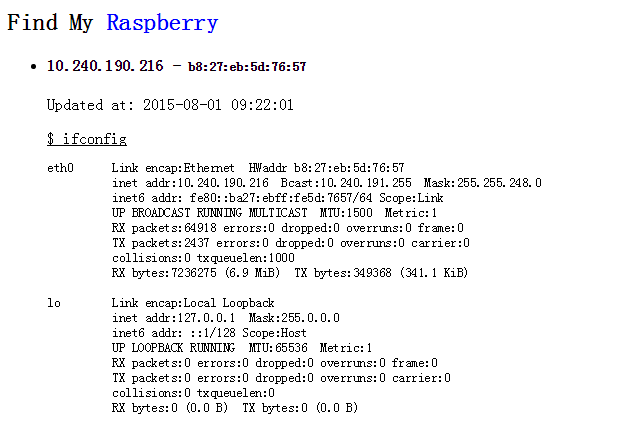 Find My Raspberry
10.240.190.216 - b8:27:eb:5d:76:57
Updated at: 2015-08-01 09:22:01
$ ifconfig
eth0 Link encap:Ethernet HWaddr b8:27:eb:5d:76:57
inet addr:10.240.190.216 Bcast:10.240.191.255 Mask:255.255.248.0
inet6 addr: fe80::ba27:ebff:fe5d:7657/64 Scope:Link
UP BROADCAST RUNNING MULTICAST MTU:1500 Metric:1
RX packets:64918 errors:0 dropped:0 overruns:0 frame:0
TX packets:2437 errors:0 dropped:0 overruns:0 carrier:0
collisions:0 txqueuelen:1000
RX bytes:7236275 (6.9 MiB) TX bytes:349368 (341.1 KiB)
lo Link encap:Local Loopback
inet addr:127.0.0.1 Mask:255.0.0.0
inet6 addr: ::1/128 Scope:Host
UP LOOPBACK RUNNING MTU:65536 Metric:1
RX packets:0 errors:0 dropped:0 overruns:0 frame:0
TX packets:0 errors:0 dropped:0 overruns:0 carrier:0
collisions:0 txqueuelen:0
RX bytes:0 (0.0 B) TX bytes:0 (0.0 B)